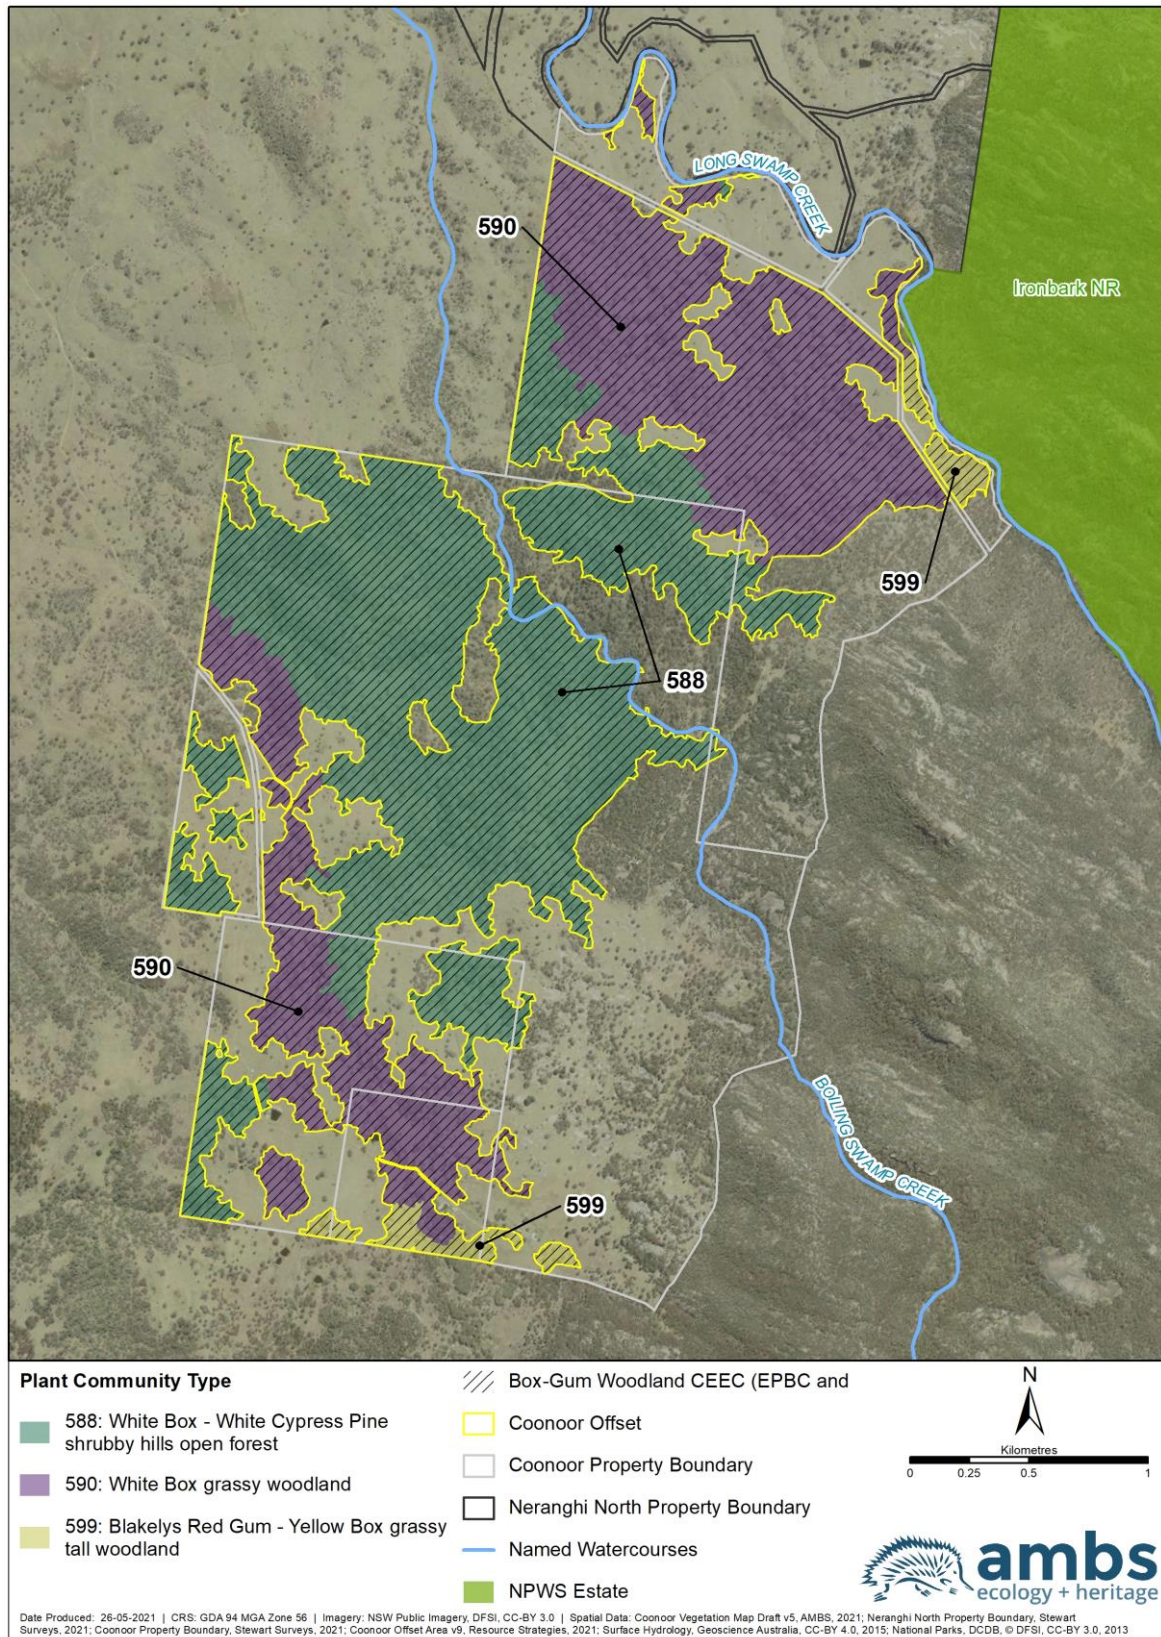 LONG SWAMP CREEK
590
Ironbark NR
599
588
590
BOILING SWAMP CREEK
599
Plant Community Type
588: White Box - White Cypress Pine
shrubby hills open forest
590: White Box grassy woodland
599: Blakelys Red Gum - Yellow Box grassy
tall woodland
Box-Gum Woodland CEEC (EPBC and
Coonoor Offset
Coonoor Property Boundary
Neranghi North Property Boundary
Named Watercourses
NPWS Estate
N
Kilometres
0 0.25 0.5 1
ambs
ecology + heritage
Date Produced: 26-05-2021 | CRS: GDA 94 MGA Zone 56 | Imagery: NSW Public Imagery, DFSI, CC-BY 3.0 | Spatial Data: Coonoor Vegetation Map Draft v5, AMBS, 2021; Neranghi North Property Boundary, Stewart
Surveys, 2021; Coonoor Property Boundary, Stewart Surveys, 2021; Coonoor Offset Area v9, Resource Strategies, 2021; Surface Hydrology, Geoscience Australia, CC-BY 4.0, 2015; National Parks, DCDB, © DFSI, CC-BY 3.0, 2013